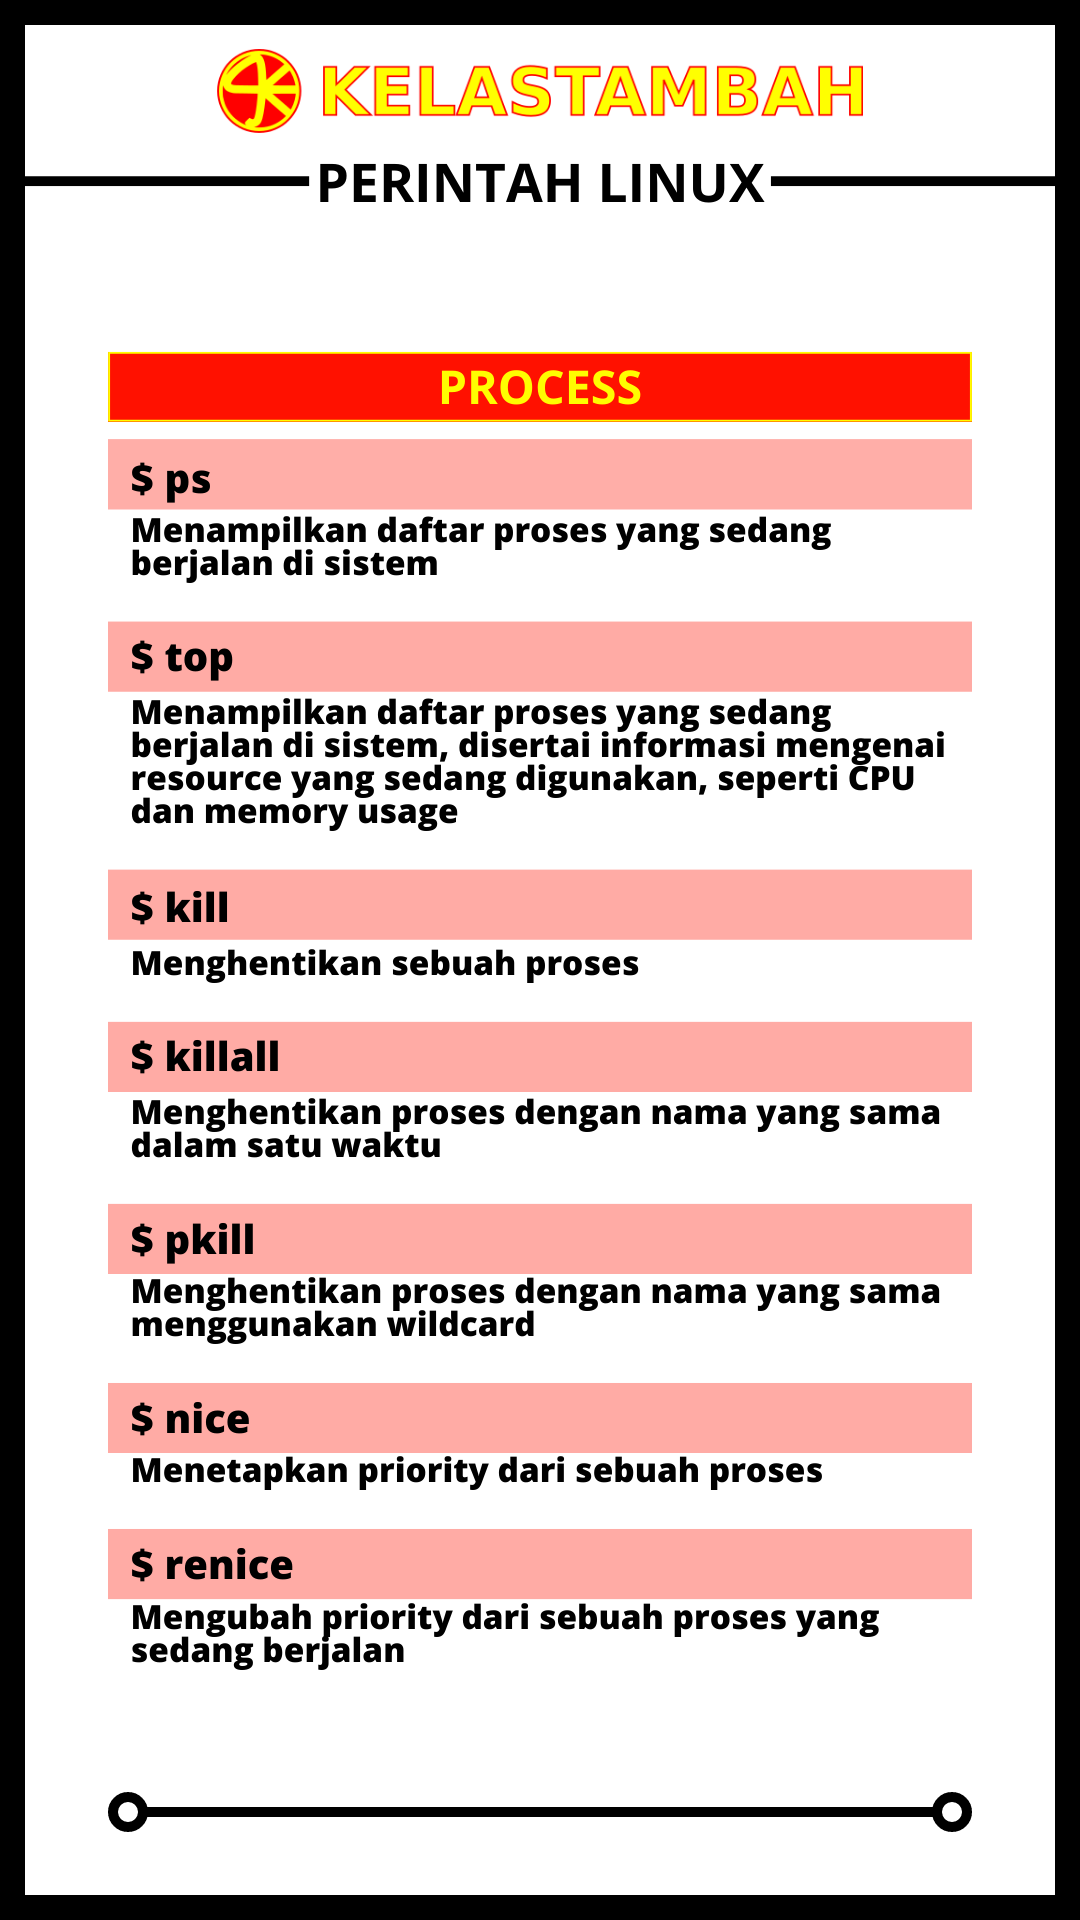 KELASTAMBAH
PERINTAH LINUX
PROCESS
$ ps
Menampilkan daftar proses yang sedang
berjalan di sistem
$ top
Menampilkan daftar proses yang sedang
berjalan di sistem, disertai informasi mengenai
resource yang sedang digunakan, seperti CPU
dan memory usage
$ kill
Menghentikan sebuah proses
$ killall
Menghentikan proses dengan nama yang sama
dalam satu waktu
$ pkill
Menghentikan proses dengan nama yang sama
menggunakan wildcard
$ nice
Menetapkan priority dari sebuah proses
$ renice
Mengubah priority dari sebuah proses yang
sedang berjalan